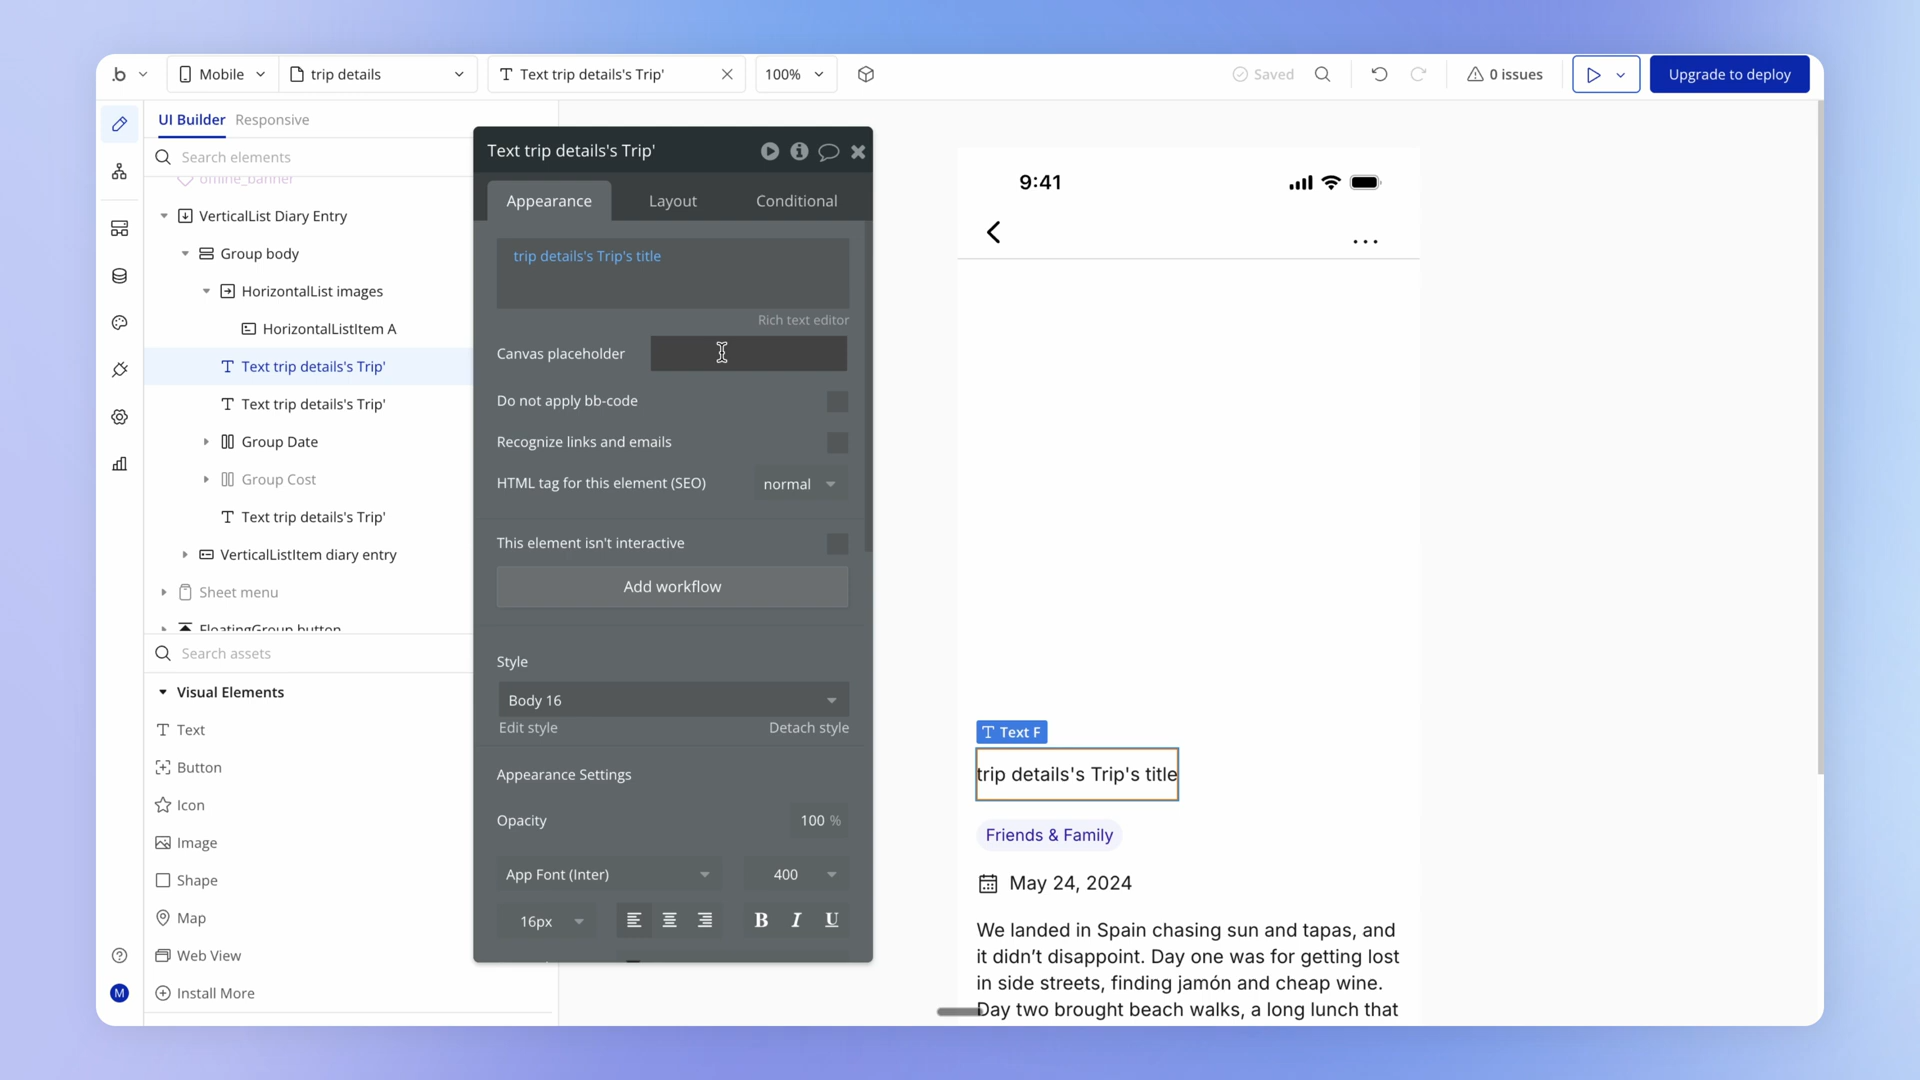 .b
Mobile
trip details
Text trip details's Trip'
100%
Saved
0 issues
Upgrade to deploy
UI Builder
Responsive
Search elements
offline_banner
VerticalList Diary Entry
Group body
HorizontalList images
HorizontalListItem A
Text trip details's Trip'
Text trip details's Trip'
Group Date
Group Cost
Text trip details's Trip'
VerticalListItem diary entry
Sheet menu
FloatingGroup button
Search assets
Visual Elements
Text
Button
Icon
Image
Shape
Map
Web View
Install More
M
Text trip details's Trip'
Appearance
Layout
Conditional
trip details's Trip's title
Rich text editor
Canvas placeholder
Do not apply bb-code
Recognize links and emails
HTML tag for this element (SEO)
normal
This element isn't interactive
Add workflow
Style
Body 16
Edit style
Detach style
Appearance Settings
Opacity
100 %
App Font (Inter)
400
16px
B I U
9:41
...
Text F
trip details's Trip's title
Friends & Family
May 24, 2024
We landed in Spain chasing sun and tapas, and
it didn’t disappoint. Day one was for getting lost
in side streets, finding jamón and cheap wine.
Day two brought beach walks, a long lunch that